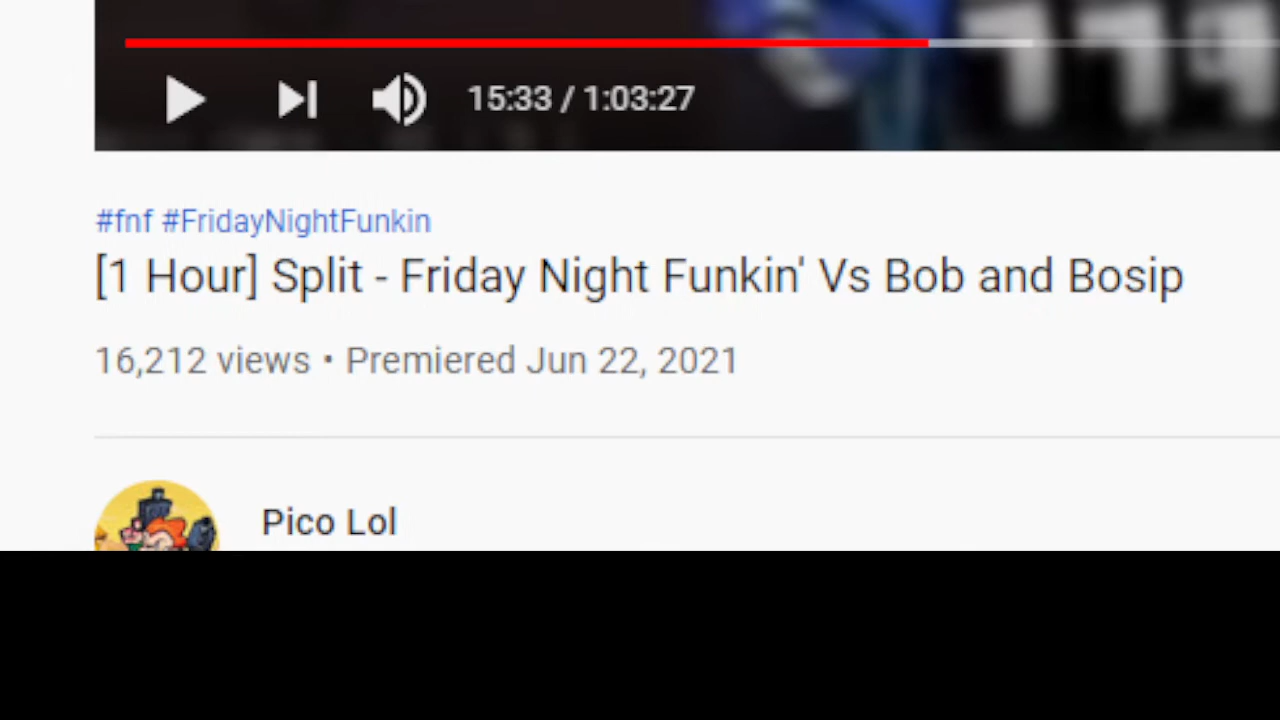 15:33 / 1:03:27
#fnf #FridayNightFunkin
[1 Hour] Split - Friday Night Funkin' Vs Bob and Bosip
16,212 views • Premiered Jun 22, 2021
Pico Lol